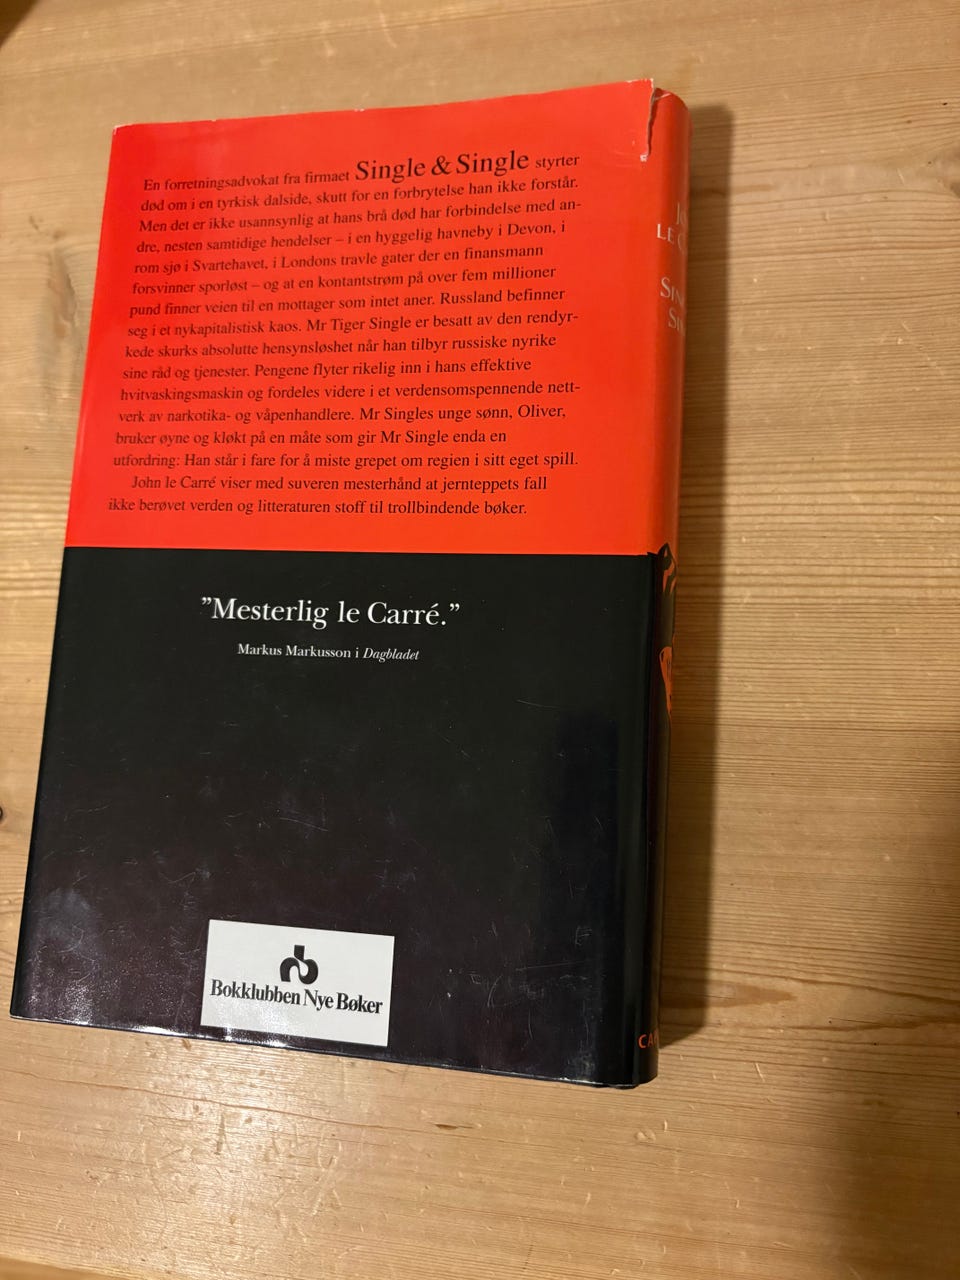 En forretningsadvokat fra firmaet Single & Single styrter
død om i en tyrkisk dalside, skutt for en forbrytelse han ikke forstår.
Men det er ikke usannsynlig at hans brå død har forbindelse med an-
dre, nesten samtidige hendelser – i en hyggelig havneby i Devon, i
rom sjø i Svartehavet, i Londons travle gater der en finansmann
forsvinner sporløst – og at en kontantstrøm på over fem millioner
pund finner veien til en mottager som intet aner. Russland befinner
seg i et nykapitalistisk kaos. Mr Tiger Single er besatt av den rendyr-
kede skurks absolutte hensynsløshet når han tilbyr russiske nyrike
sine råd og tjenester. Pengene flyter rikelig inn i hans effektive
hvitvaskingsmaskin og fordeles videre i et verdensomspennende nett-
verk av narkotika- og våpenhandlere. Mr Singles unge sønn, Oliver,
bruker øyne og kløkt på en måte som gir Mr Single enda en
utfordring: Han står i fare for å miste grepet om regien i sitt eget spill.
John le Carré viser med suveren mesterhånd at jernteppets fall
ikke berøvet verden og litteraturen stoff til trollbindende bøker.
”Mesterlig le Carré.”
Markus Markusson i Dagbladet
Bokklubben Nye Bøker
LE